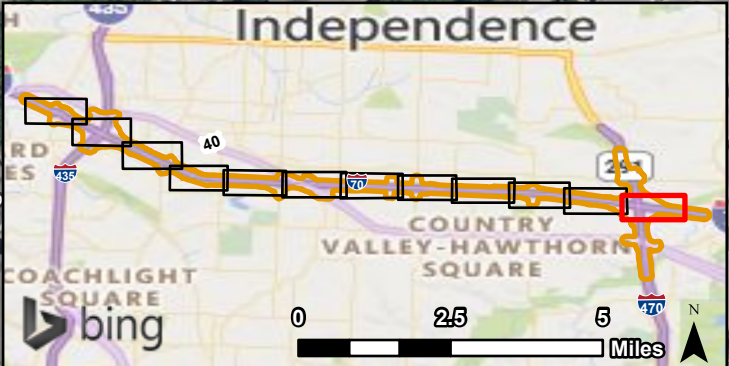 435
H
Independence
40
RD
ES
435
70
291
COUNTRY
VALLEY-HAWTHORN
SQUARE
COACHLIGHT
SQUARE
bing
0
2.5
5
Miles
470
N